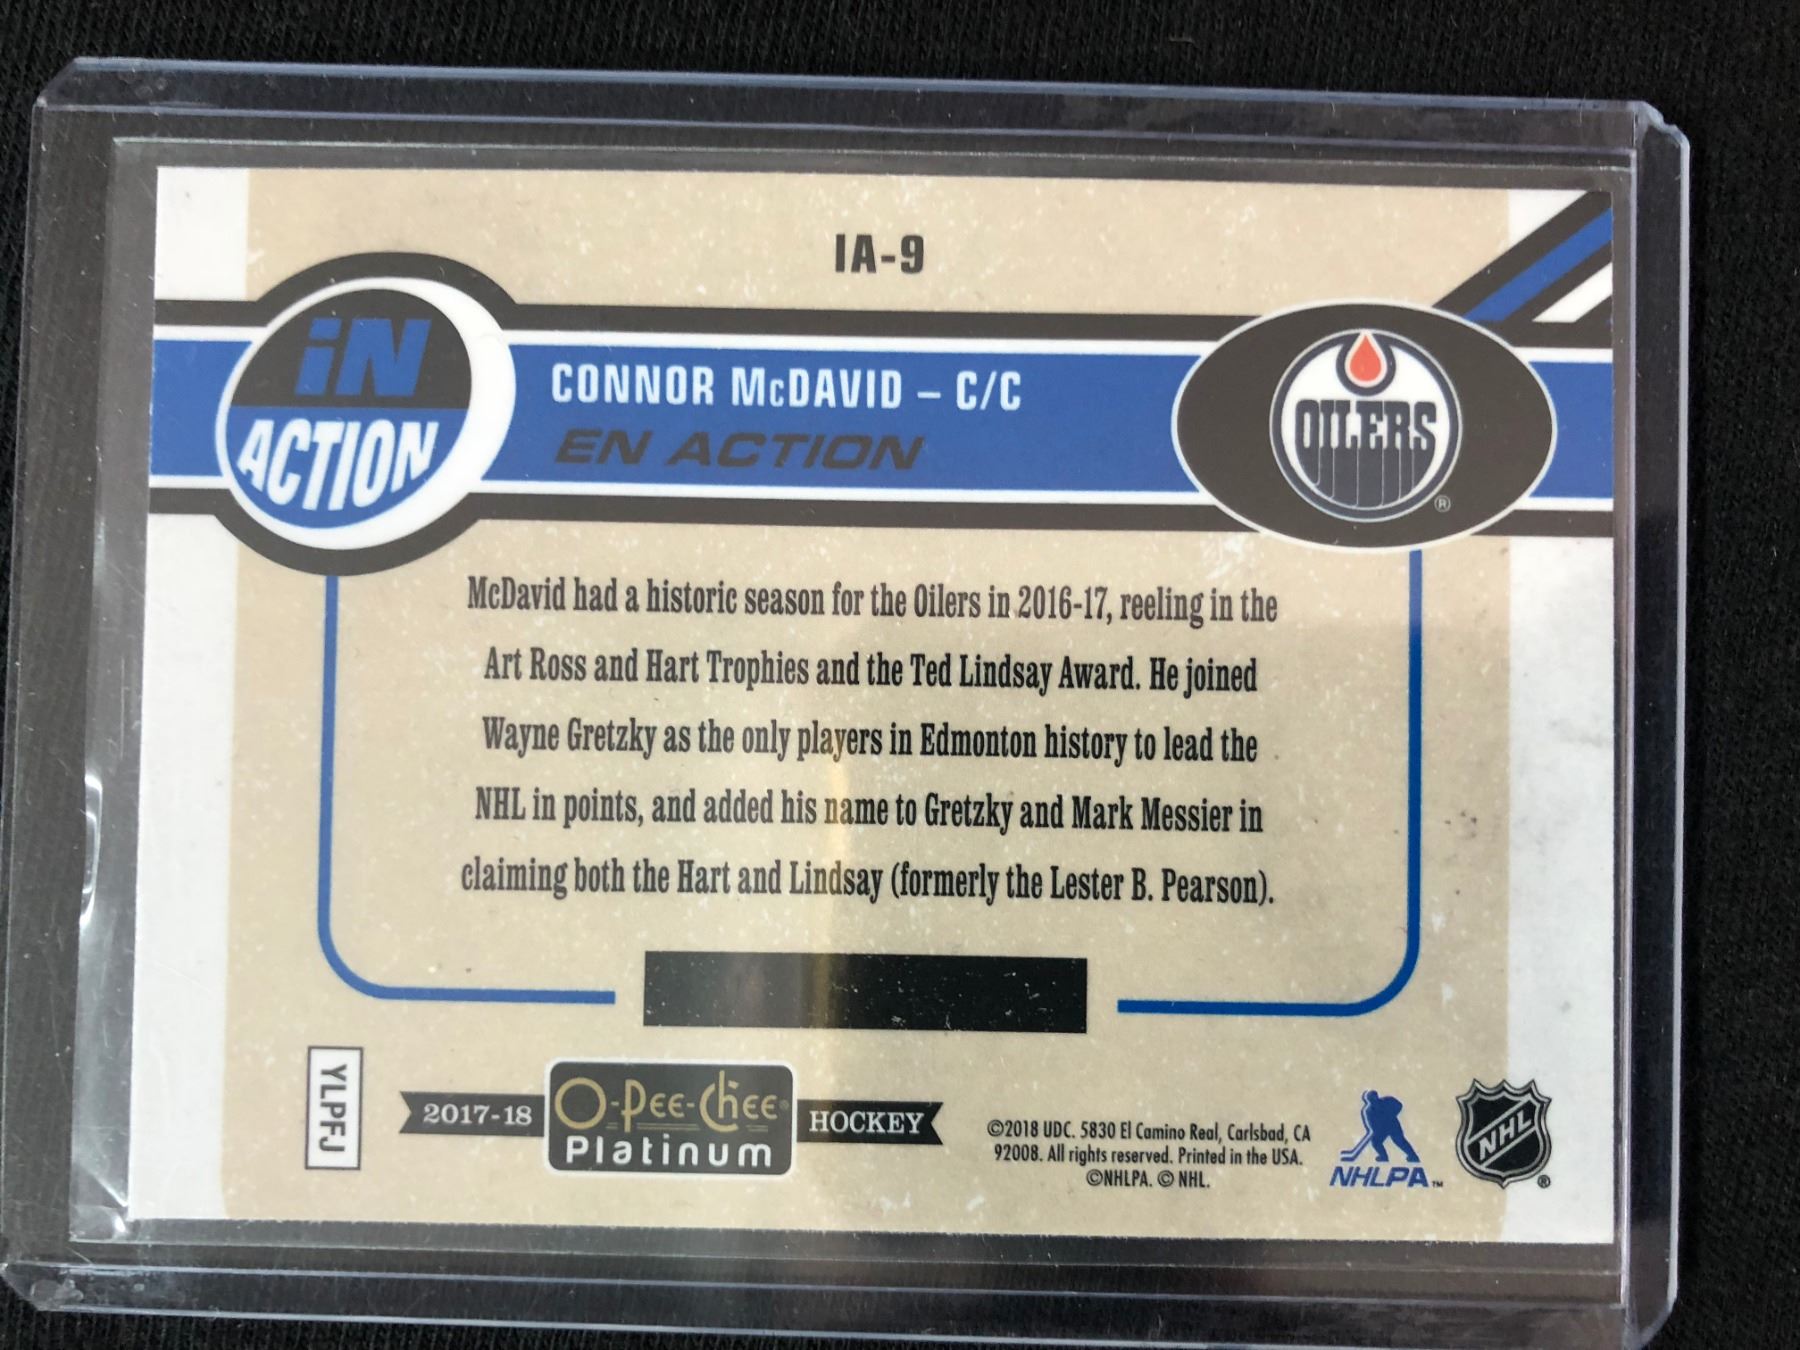 IA-9
iN
ACTION
CONNOR McDAVID – C/C
EN ACTION
OILERS
®
McDavid had a historic season for the Oilers in 2016-17, reeling in the
Art Ross and Hart Trophies and the Ted Lindsay Award. He joined
Wayne Gretzky as the only players in Edmonton history to lead the
NHL in points, and added his name to Gretzky and Mark Messier in
claiming both the Hart and Lindsay (formerly the Lester B. Pearson).
YLPFJ
2017-18
O-Pee-Chee®
Platinum
HOCKEY
©2018 UDC. 5830 El Camino Real, Carlsbad, CA
92008. All rights reserved. Printed in the USA.
©NHLPA. © NHL.
NHLPA™
NHL®